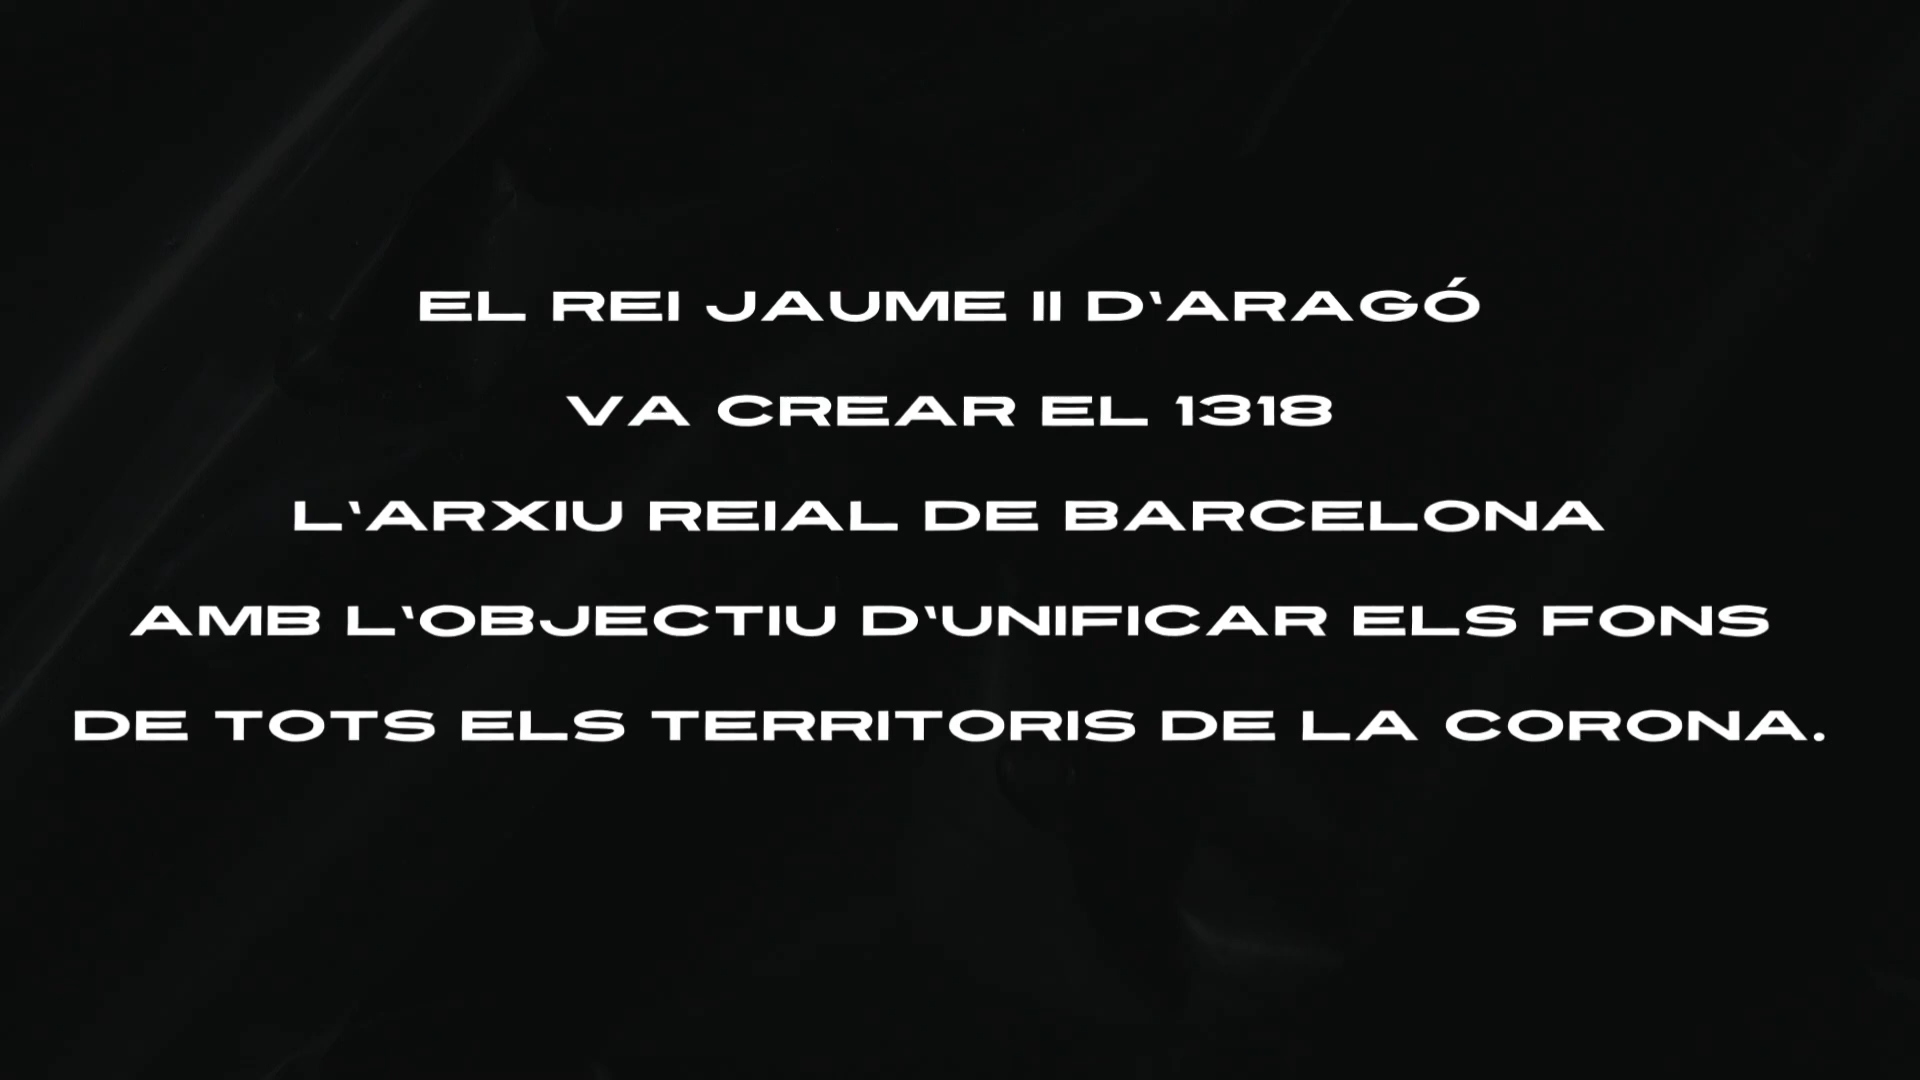 EL REI JAUME II D‘ARAGÓ
VA CREAR EL 1318
L‘ARXIU REIAL DE BARCELONA
AMB L‘OBJECTIU D‘UNIFICAR ELS FONS
DE TOTS ELS TERRITORIS DE LA CORONA.